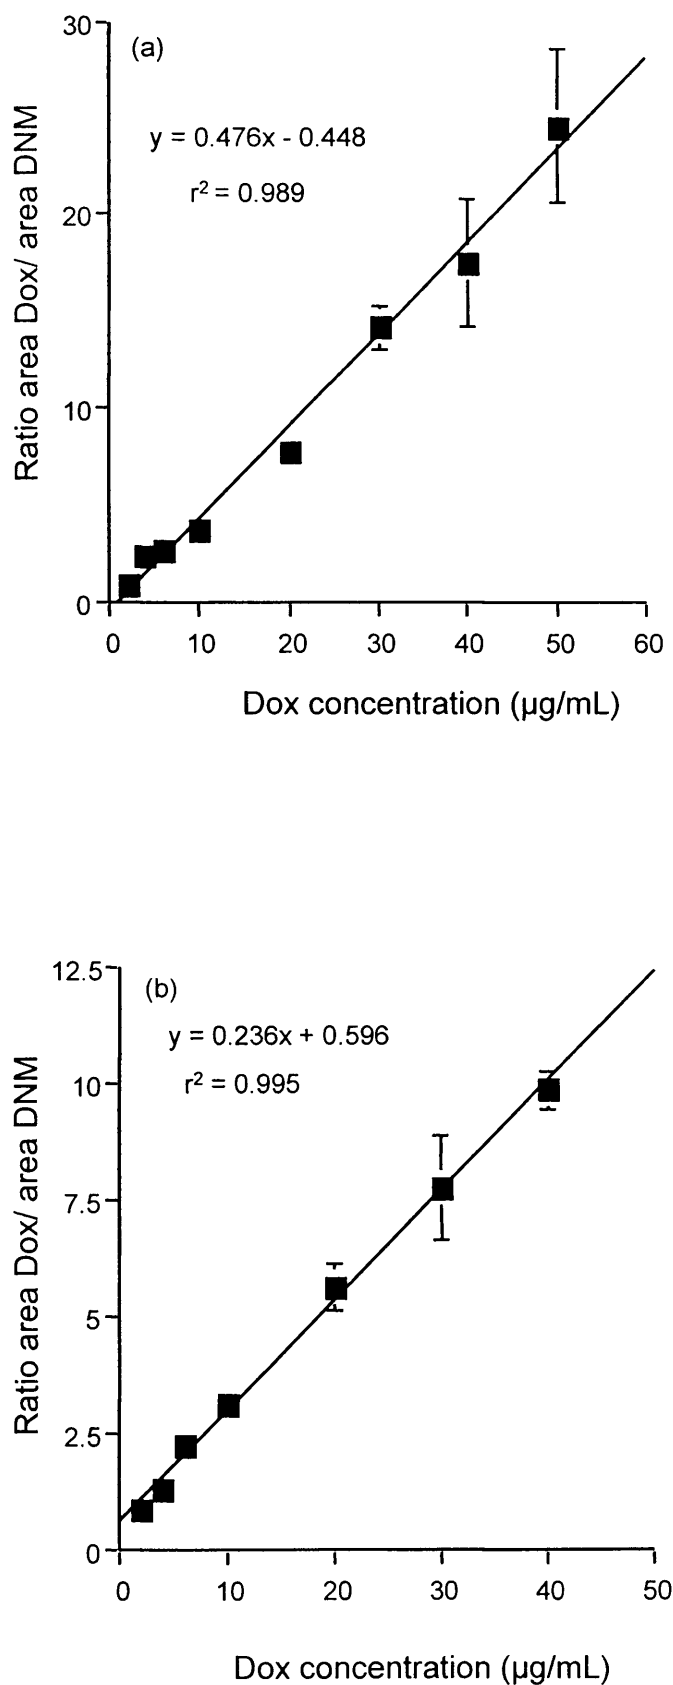 30
(a)
y = 0.476x - 0.448
r² = 0.989
20
10
0
Ratio area Dox/ area DNM
0 10 20 30 40 50 60
Dox concentration (µg/mL)
12.5
(b)
y = 0.236x + 0.596
r² = 0.995
10
7.5
5
2.5
0
Ratio area Dox/ area DNM
0 10 20 30 40 50
Dox concentration (µg/mL)